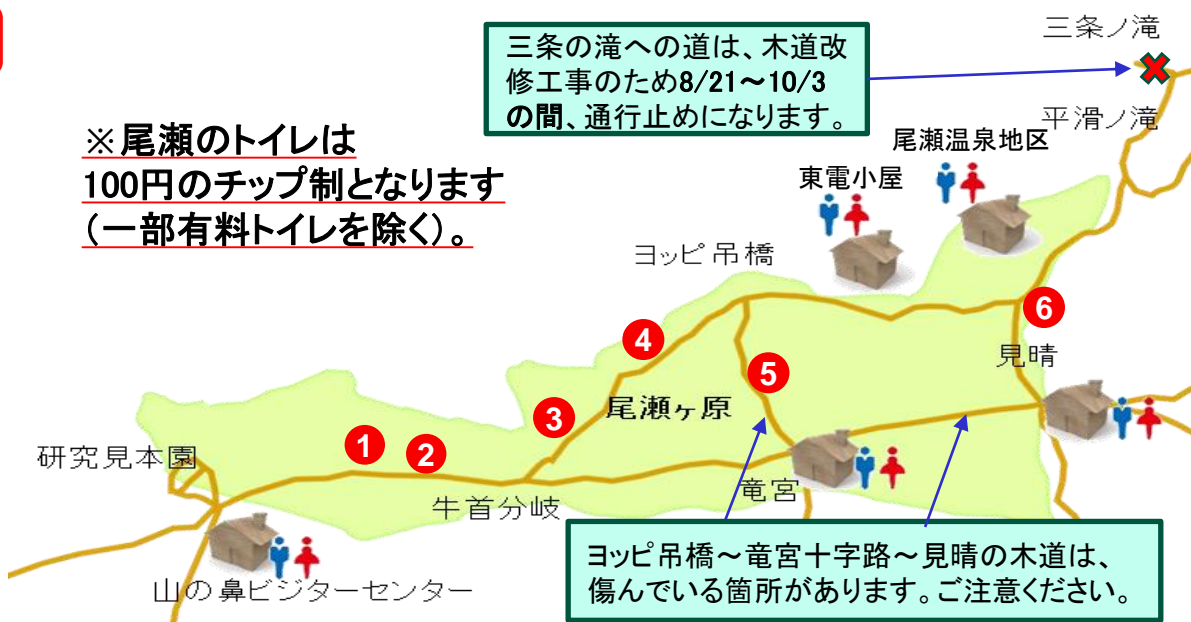 三条ノ滝
三条の滝への道は、木道改
修工事のため8/21～10/3
の間、通行止めになります。
平滑ノ滝
※尾瀬のトイレは
100円のチップ制となります
（一部有料トイレを除く）。
尾瀬温泉地区
東電小屋
ヨッピ吊橋
6
4
見晴
5
尾瀬ヶ原
3
1
2
研究見本園
牛首分岐
竜宮
ヨッピ吊橋～竜宮十字路～見晴の木道は、
傷んでいる箇所があります。ご注意ください。
山の鼻ビジターセンター